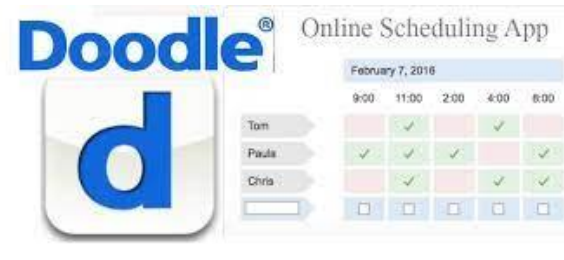 Doodle®
Online Scheduling App
d
February 7, 2016
9:00 11:00 2:00 4:00 6:00
Tom
Paula
Chris